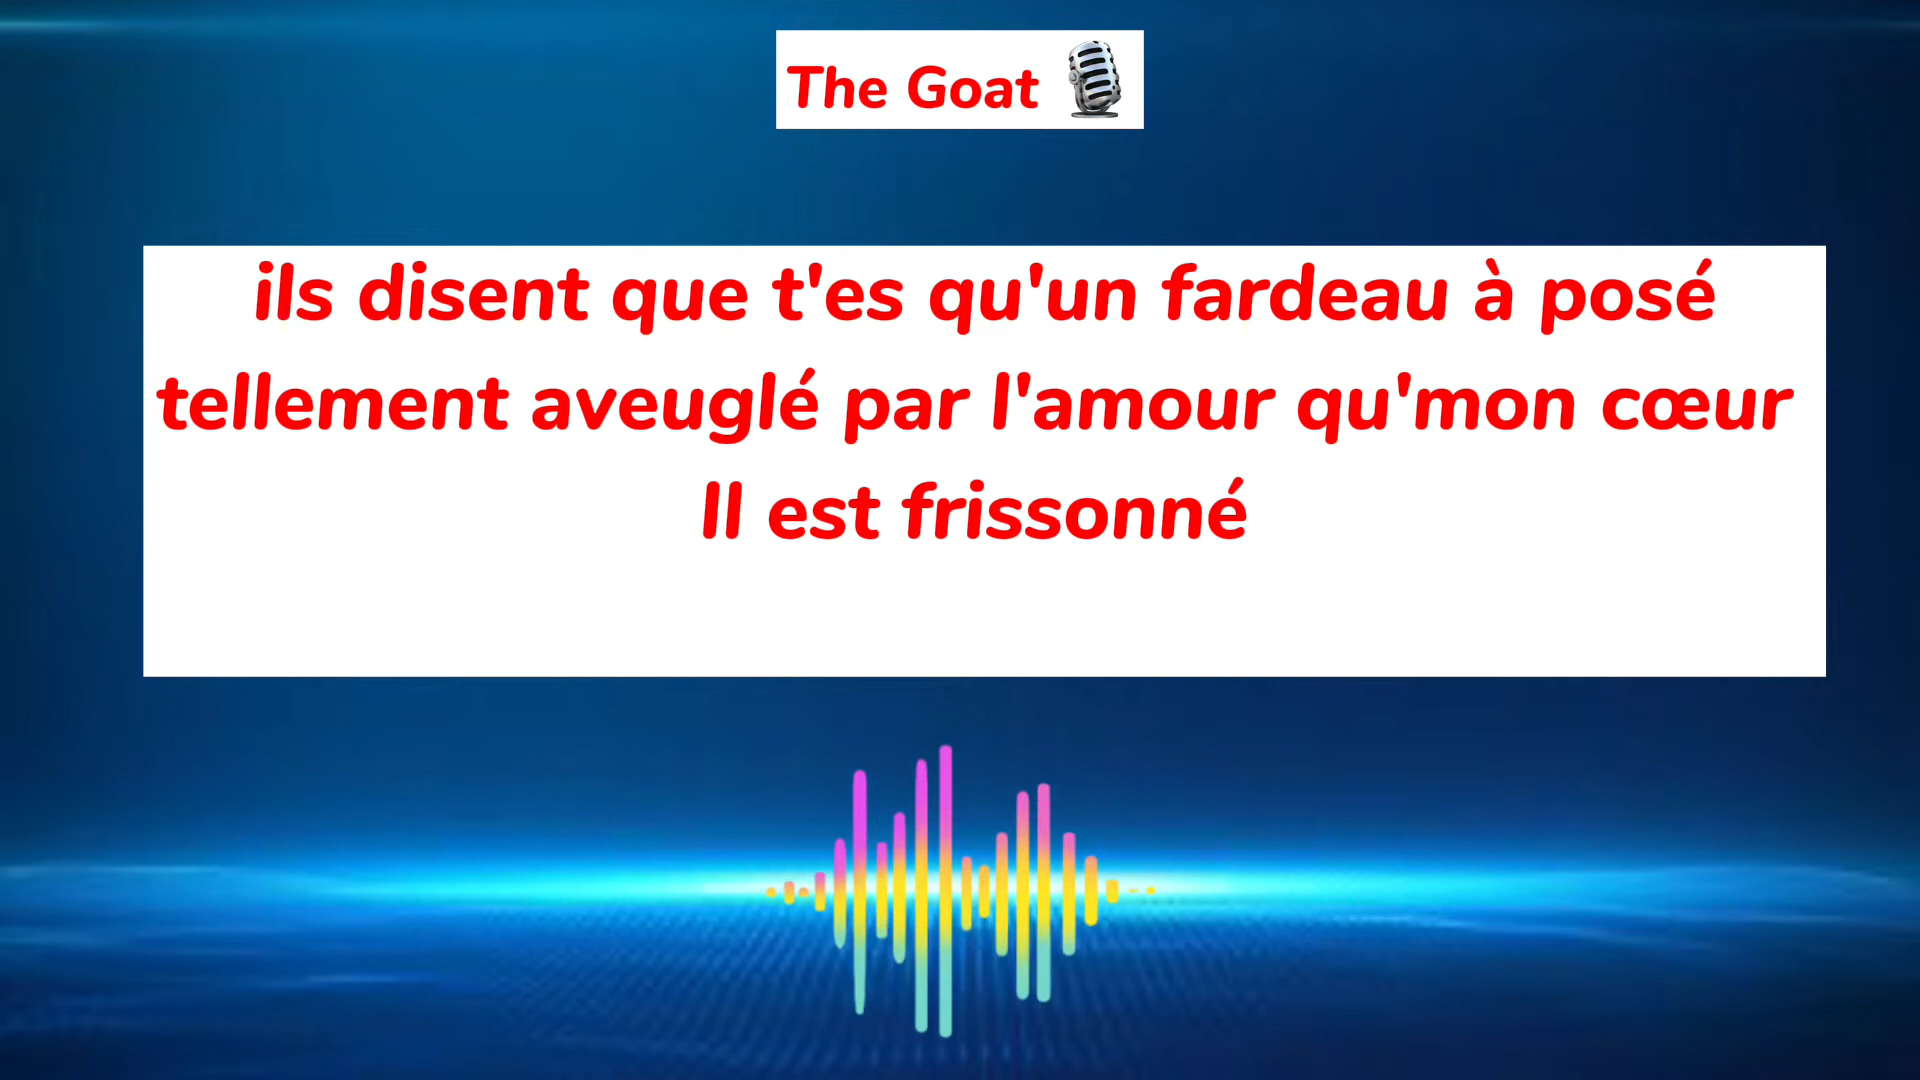 The Goat
ils disent que t'es qu'un fardeau à posé
tellement aveuglé par l'amour qu'mon cœur
Il est frissonné